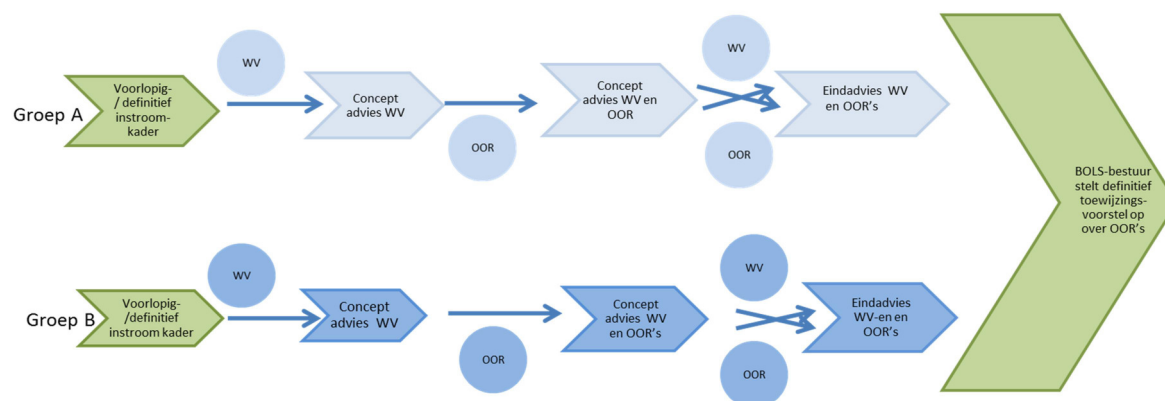 Groep A
Voorlopig-
/ definitief
instroom-
kader
WV
Concept
advies WV
OOR
Concept
advies WV en
OOR
WV
OOR
Eindadvies WV
en OOR's
Groep B
Voorlopig-
/definitief
instroom kader
WV
Concept
advies WV
OOR
Concept
advies WV
en OOR's
WV
OOR
Eindadvies
WV-en en
OOR's
BOLS-bestuur
stelt definitief
toewijzings-
voorstel op
over OOR's